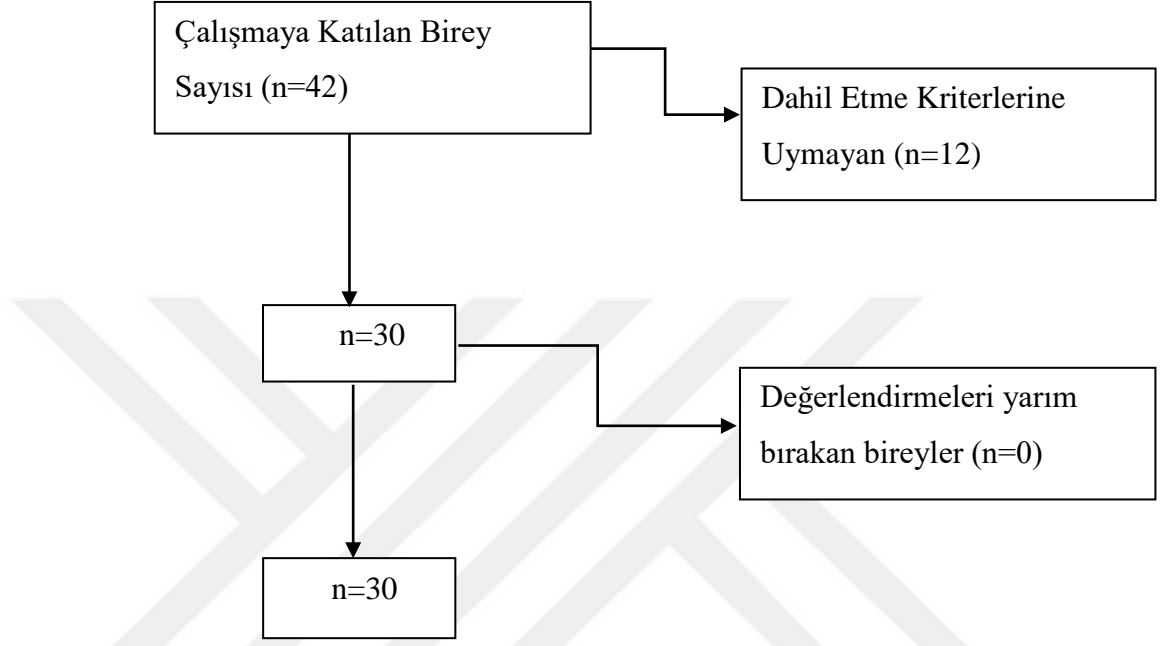 Çalışmaya Katılan Birey
Sayısı (n=42)
Dahil Etme Kriterlerine
Uymayan (n=12)
n=30
Değerlendirmeleri yarım
bırakan bireyler (n=0)
n=30